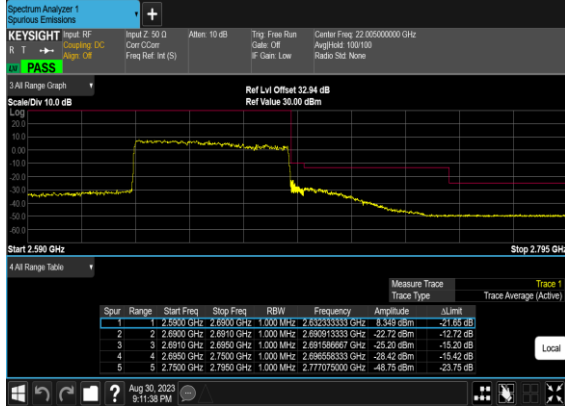 Spectrum Analyzer 1
Spurious Emissions
KEYSIGHT Input: RF Input Z: 50 Ω Atten: 10 dB Trig: Free Run Center Freq: 22.005000000 GHz
R T Coupling: DC Corr CCorr Gate: Off Avg|Hold: 100/100
Align: Off Freq Ref: Int (S) IF Gain: Low Radio Std: None
PASS
3 All Range Graph
Ref Lvl Offset 32.94 dB
Scale/Div 10.0 dB Ref Value 30.00 dBm
Log
20.0
10.0
0.00
-10.0
-20.0
-30.0
-40.0
-50.0
-60.0
Start 2.590 GHz Stop 2.795 GHz
4 All Range Table
Measure Trace Trace 1
Trace Type Trace Average (Active)
Spur Range Start Freq Stop Freq RBW Frequency Amplitude ΔLimit
1 1 2.5900 GHz 2.6900 GHz 1.000 MHz 2.632333333 GHz 8.349 dBm -21.65 dB
2 2 2.6900 GHz 2.6910 GHz 1.000 MHz 2.690913333 GHz -22.72 dBm -12.72 dB
3 3 2.6910 GHz 2.6950 GHz 1.000 MHz 2.691586667 GHz -25.20 dBm -15.20 dB
4 4 2.6950 GHz 2.7500 GHz 1.000 MHz 2.696558333 GHz -28.42 dBm -15.42 dB
5 5 2.7500 GHz 2.7950 GHz 1.000 MHz 2.777075000 GHz -48.75 dBm -23.75 dB
Local
Aug 30, 2023
9:11:38 PM